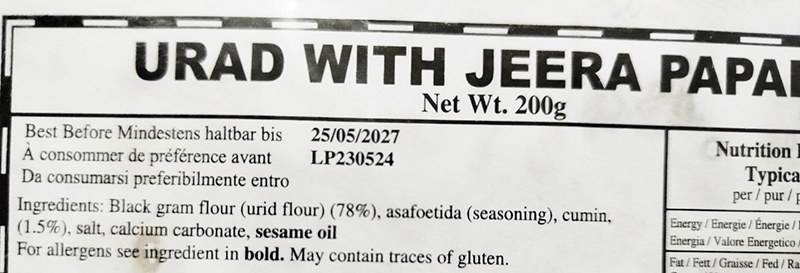 URAD WITH JEERA
Net Wt. 200g
Best Before Mindestens haltbar bis 25/05/2027
À consommer de préférence avant LP230524
Da consumarsi preferibilmente entro
Ingredients: Black gram flour (urid flour) (78%), asafoetida (seasoning), cumin,
(1.5%), salt, calcium carbonate, sesame oil
For allergens see ingredient in bold. May contain traces of gluten.
Nutrition
per / pur /
Energy / Energie / Énergie /
Energia / Valore Energetico
Fat / Fett / Graisse / Fed /